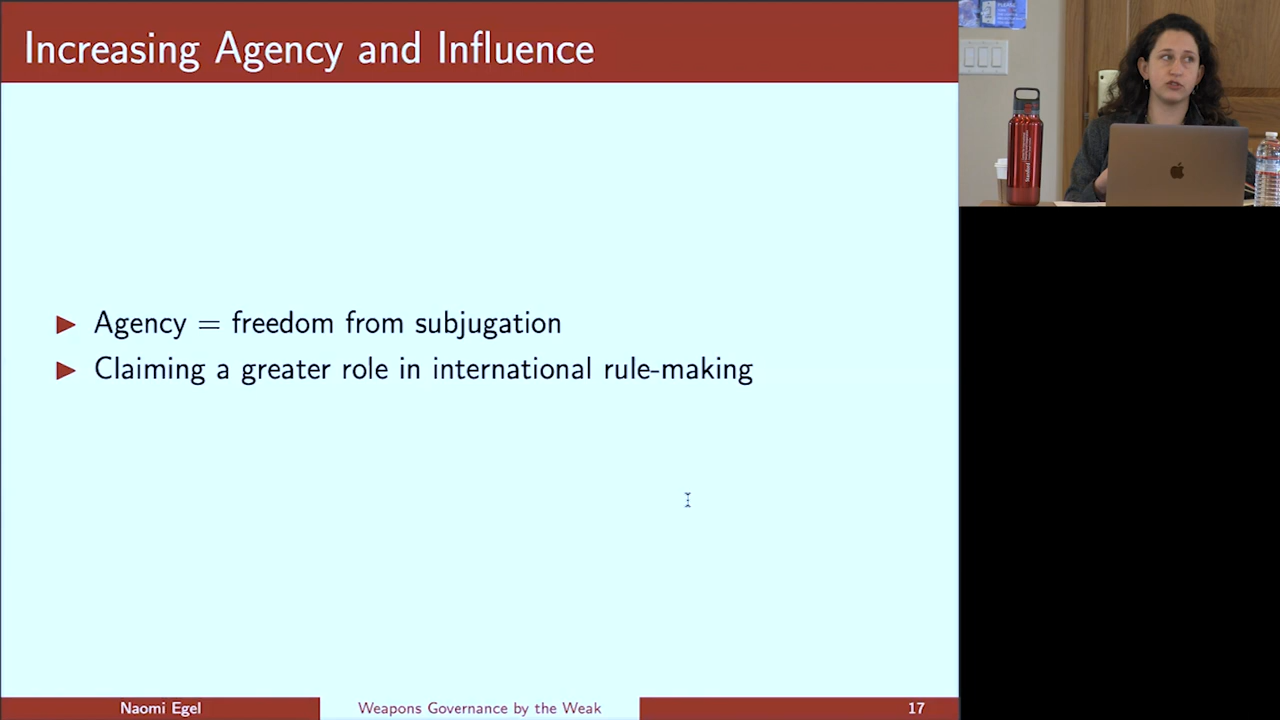 Increasing Agency and Influence
Agency = freedom from subjugation
Claiming a greater role in international rule-making
Naomi Egel
Weapons Governance by the Weak
17
Stanford